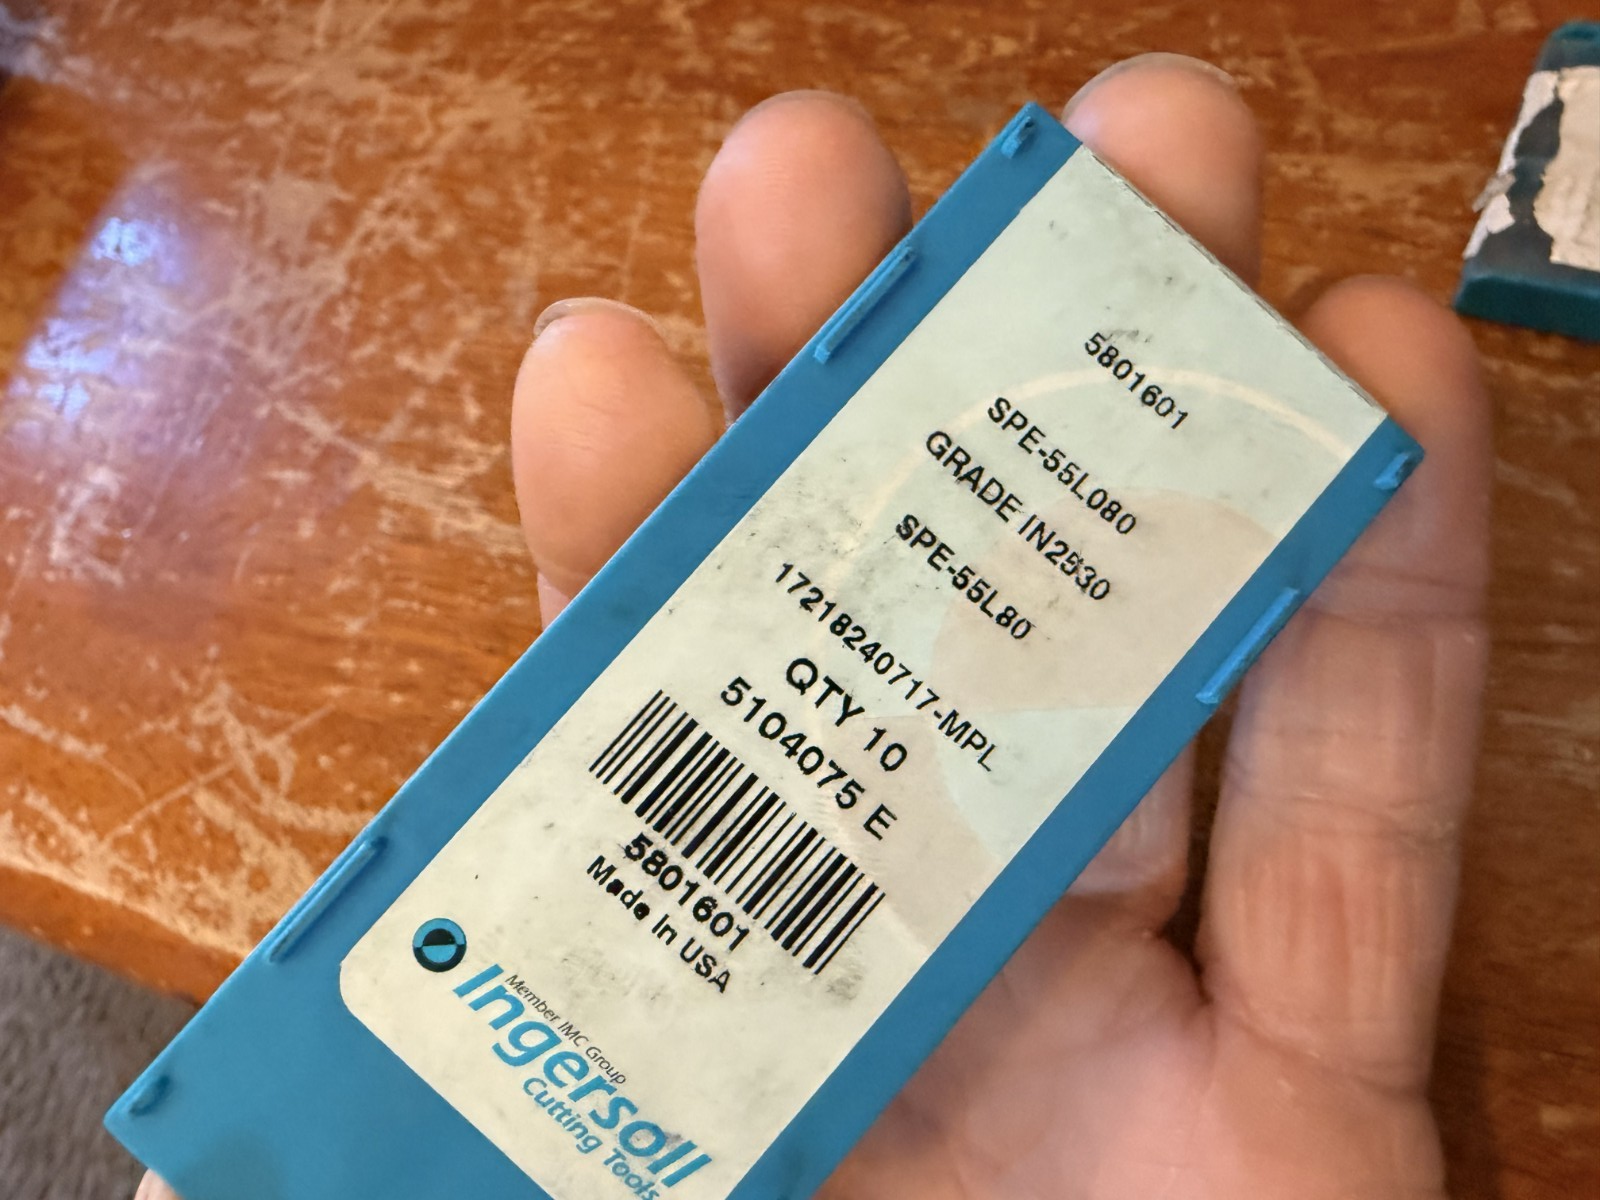 5801601
SPE-55L080
GRADE IN2530
SPE-55L80
17218240717-MPL
QTY 10
5104075 E
5801601
Made In USA
Member IMC Group
Ingersoll
Cutting Tools